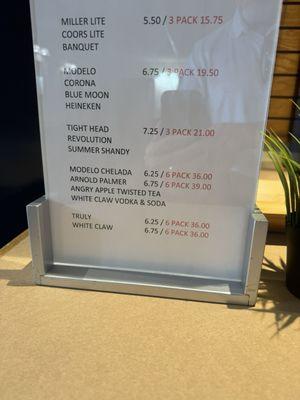 MILLER LITE 5.50 / 3 PACK 15.75
COORS LITE
BANQUET
MODELO 6.75 / 3 PACK 19.50
CORONA
BLUE MOON
HEINEKEN
TIGHT HEAD 7.25 / 3 PACK 21.00
REVOLUTION
SUMMER SHANDY
MODELO CHELADA 6.25 / 6 PACK 36.00
ARNOLD PALMER 6.75 / 6 PACK 39.00
ANGRY APPLE TWISTED TEA
WHITE CLAW VODKA & SODA
TRULY 6.25 / 6 PACK 36.00
WHITE CLAW 6.75 / 6 PACK 36.00